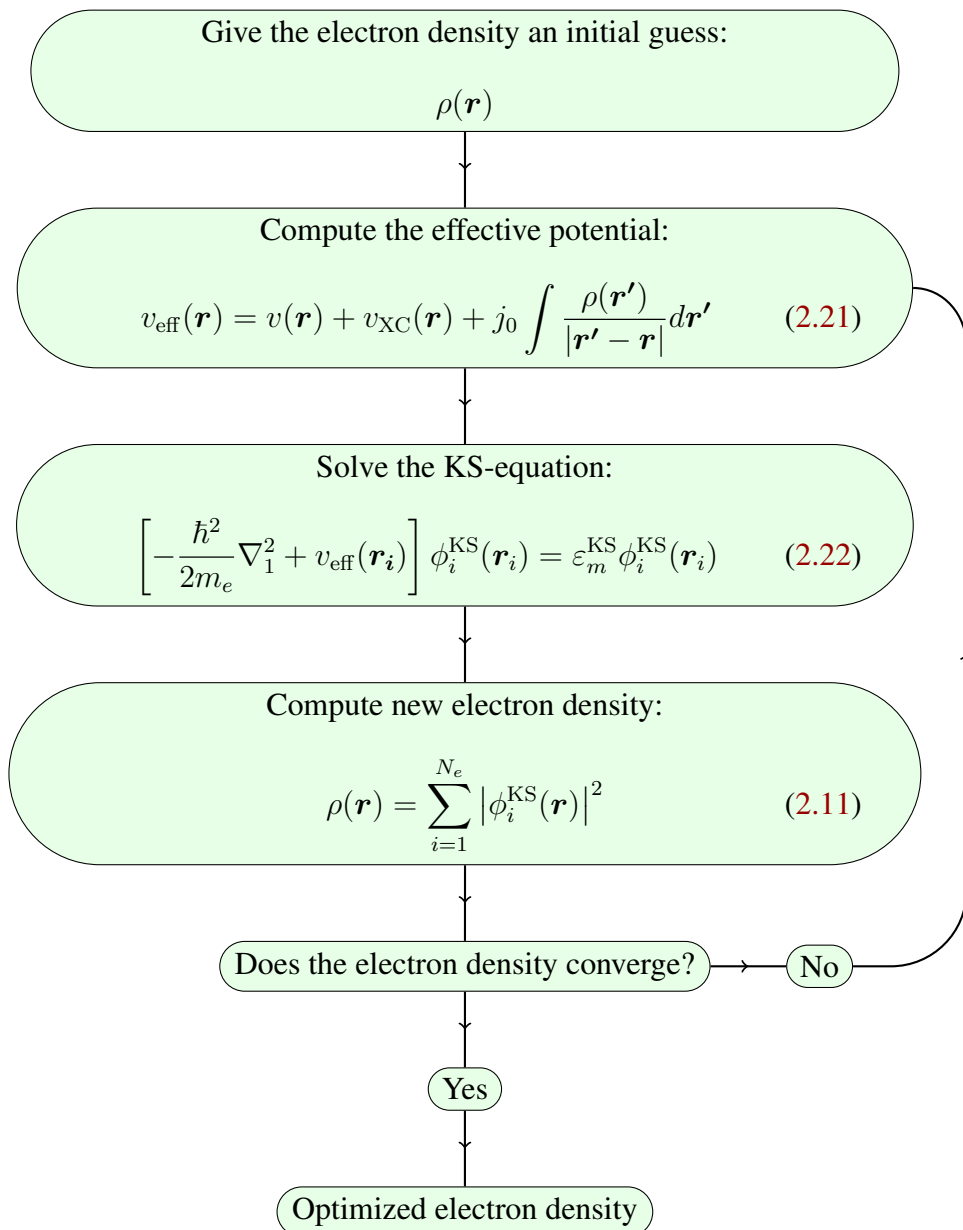 Give the electron density an initial guess:
ρ(r)
Compute the effective potential:
v_eff(r) = v(r) + v_XC(r) + j_0 ∫ ρ(r′) / |r′ − r| dr′ (2.21)
Solve the KS-equation:
[−ħ² / 2m_e ∇₁² + v_eff(r_i)] φ_i^KS(r_i) = ε_m^KS φ_i^KS(r_i) (2.22)
Compute new electron density:
ρ(r) = ∑_{i=1}^{N_e} |φ_i^KS(r)|² (2.11)
Does the electron density converge?
No
Yes
Optimized electron density